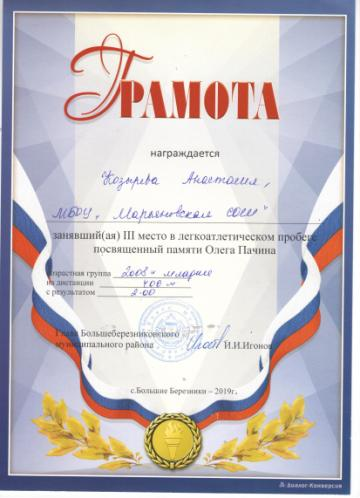 ГРАМОТА
награждается
Козырева Анастасия,
МБОУ "Марьяновская СОШ"
занявший(ая) III место в легкоатлетическом пробеге
посвященный памяти Олега Пачина
Возрастная группа 2008 и младше
на дистанции 400 м
с результатом 2.00
Глава Большеберезниковского
муниципального района И.И.Игонов
с.Большие Березники – 2019г.
Диалог-Конверсия